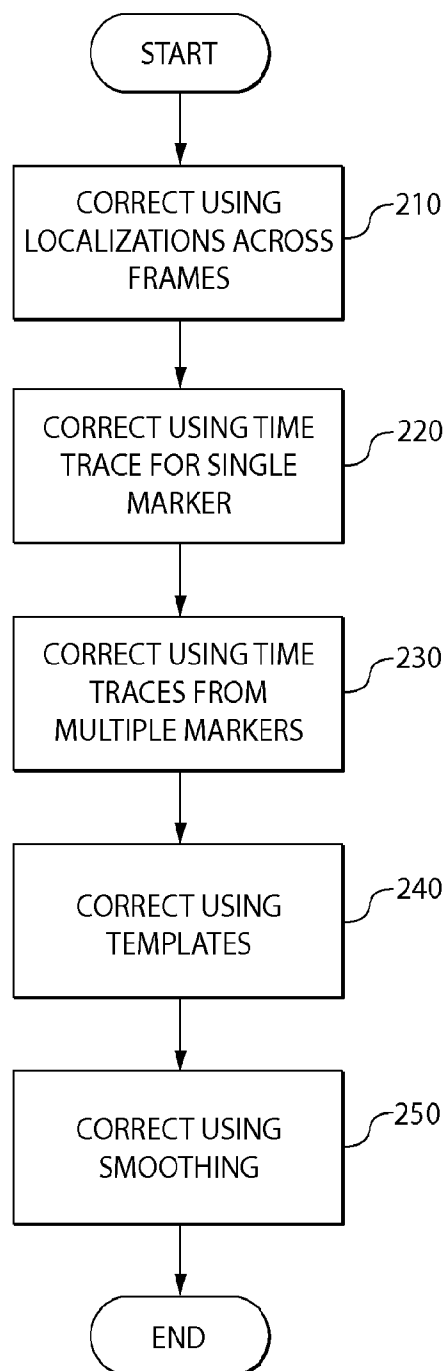 START
CORRECT USING
LOCALIZATIONS ACROSS
FRAMES
210
CORRECT USING TIME
TRACE FOR SINGLE
MARKER
220
CORRECT USING TIME
TRACES FROM
MULTIPLE MARKERS
230
CORRECT USING
TEMPLATES
240
CORRECT USING
SMOOTHING
250
END